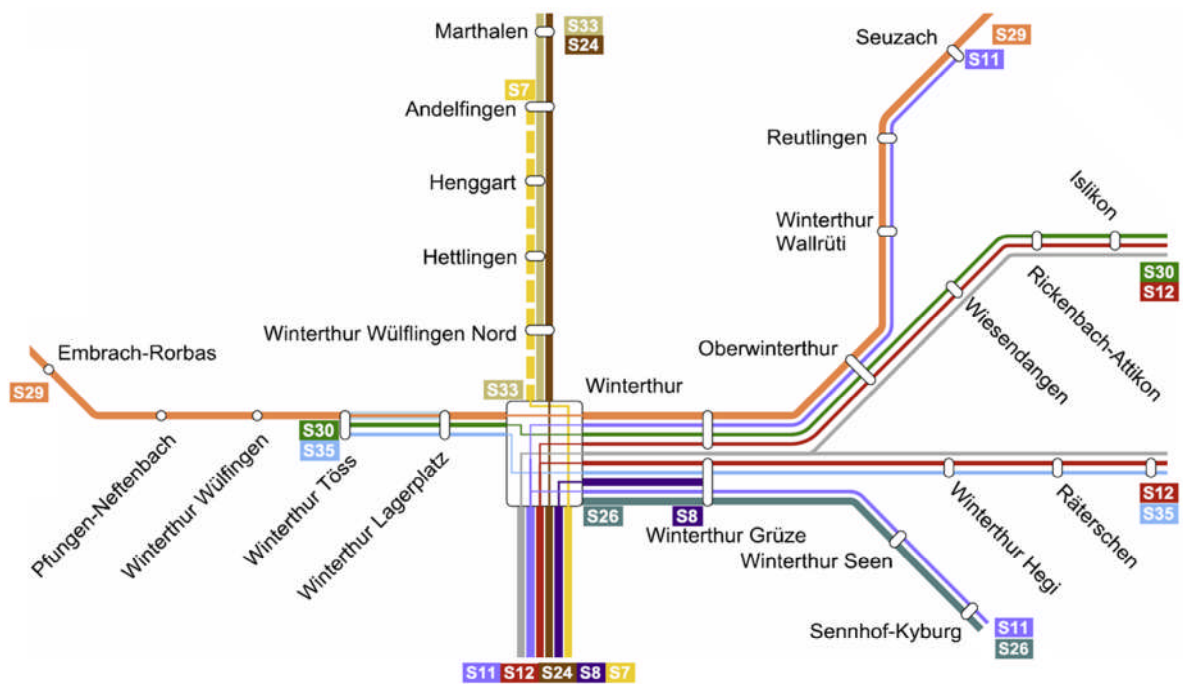 Marthalen
S33
S24
Seuzach
S29
S11
S7
Andelfingen
Reutlingen
Henggart
Islikon
Winterthur
Wallrüti
Hettlingen
S30
S12
Rickenbach-Attikon
Wiesendangen
Winterthur Wülflingen Nord
Oberwinterthur
Embrach-Rorbas
S29
S33
Winterthur
S30
S35
Pfungen-Neftenbach
Winterthur Wülfingen
Winterthur Töss
Winterthur Lagerplatz
S26
S8
Winterthur Grüze
Winterthur Seen
Winterthur Hegi
Räterschen
S12
S35
Sennhof-Kyburg
S11
S26
S11 S12 S24 S8 S7